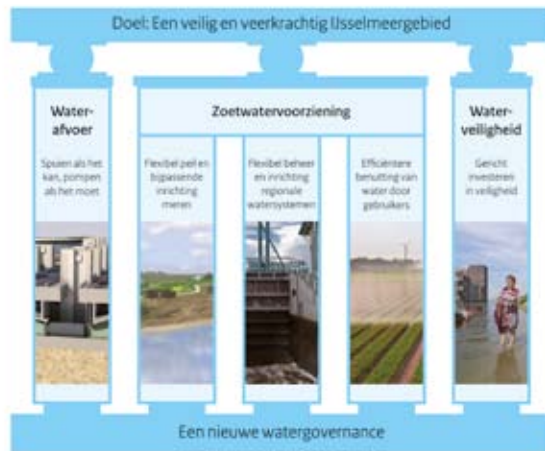 Doel: Een veilig en veerkrachtig IJsselmeergebied
Water-
afvoer
Spuien als het
kan, pompen
als het moet
Zoetwatervoorziening
Flexibel peil en
bijpassende
inrichting
meren
Flexibel beheer
en inrichting
regionale
watersystemen
Efficiëntere
benutting van
water door
gebruikers
Water-
veiligheid
Gericht
investeren
in veiligheid
Een nieuwe watergovernance